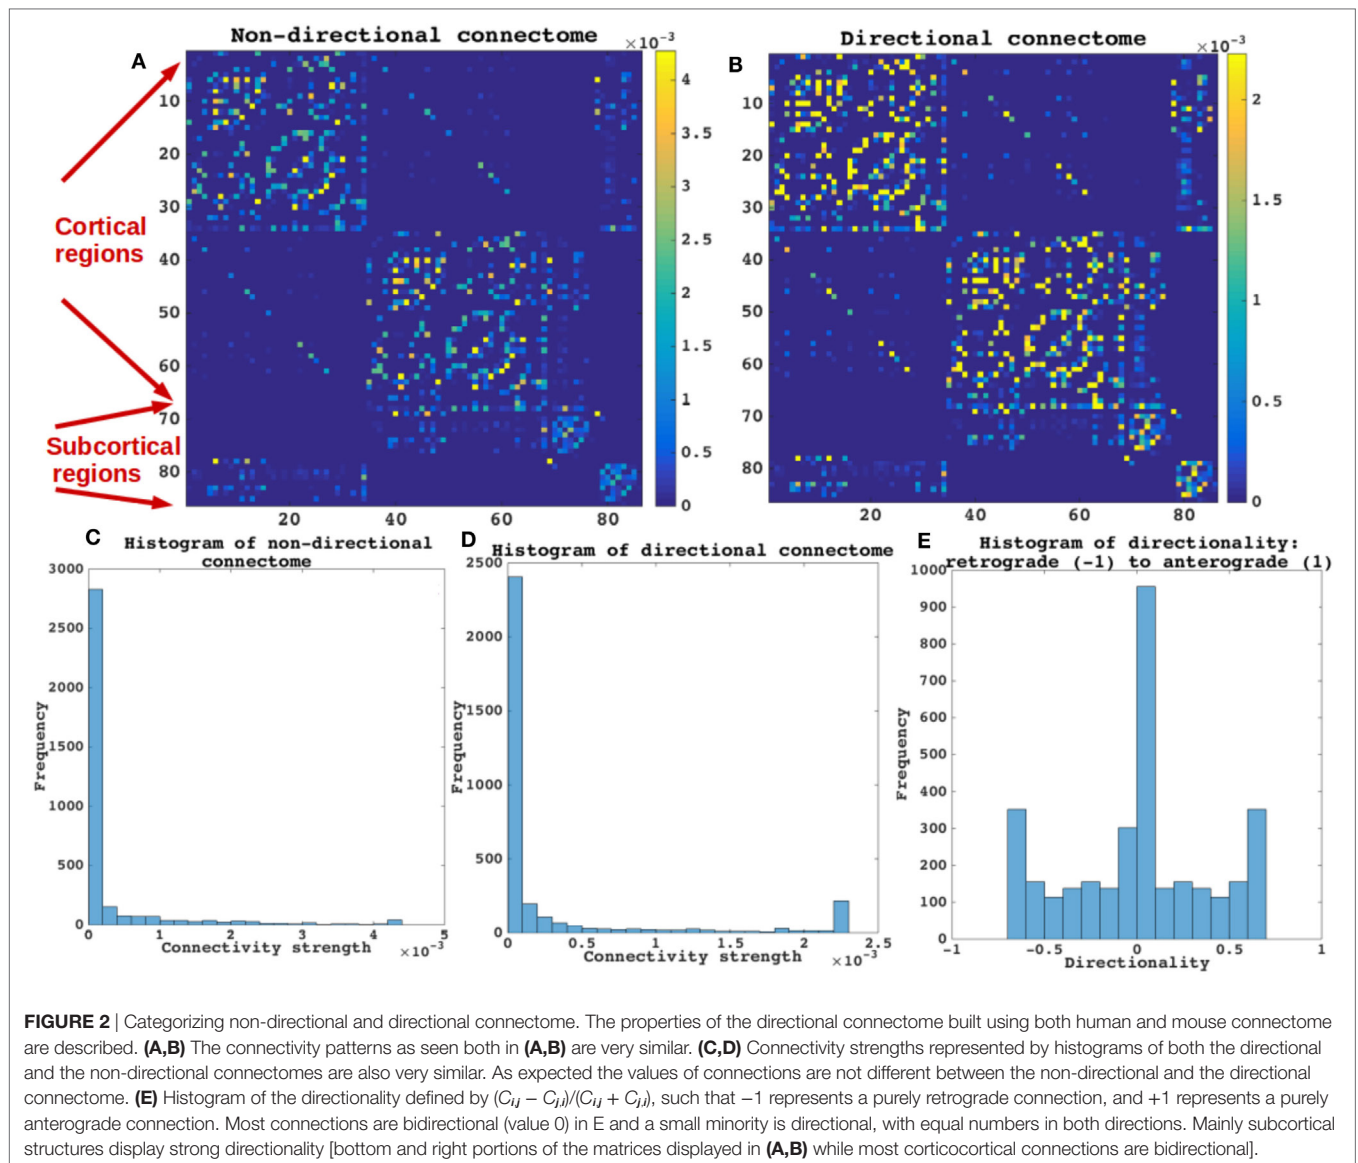 A
Non-directional connectome
×10⁻³
10
20
30
40
50
60
70
80
20
40
60
80
4
3.5
3
2.5
2
1.5
1
0.5
0
Cortical
regions
Subcortical
regions
B
Directional connectome
×10⁻³
10
20
30
40
50
60
70
80
20
40
60
80
2
1.5
1
0.5
0
C
Histogram of non-directional
connectome
3000
2500
2000
1500
1000
500
0
Frequency
0
1
2
3
4
5
Connectivity strength
×10⁻³
D
Histogram of directional connectome
2500
2000
1500
1000
500
0
Frequency
0
0.5
1
1.5
2
2.5
Connectivity strength
×10⁻³
E
Histogram of directionality:
retrograde (-1) to anterograde (1)
1000
900
800
700
600
500
400
300
200
100
0
Frequency
-1
-0.5
0
0.5
1
Directionality
FIGURE 2 | Categorizing non-directional and directional connectome. The properties of the directional connectome built using both human and mouse connectome
are described. (A,B) The connectivity patterns as seen both in (A,B) are very similar. (C,D) Connectivity strengths represented by histograms of both the directional
and the non-directional connectomes are also very similar. As expected the values of connections are not different between the non-directional and the directional
connectome. (E) Histogram of the directionality defined by (Ci,j − Cj,i)/(Ci,j + Cj,i), such that −1 represents a purely retrograde connection, and +1 represents a purely
anterograde connection. Most connections are bidirectional (value 0) in E and a small minority is directional, with equal numbers in both directions. Mainly subcortical
structures display strong directionality [bottom and right portions of the matrices displayed in (A,B) while most corticocortical connections are bidirectional].